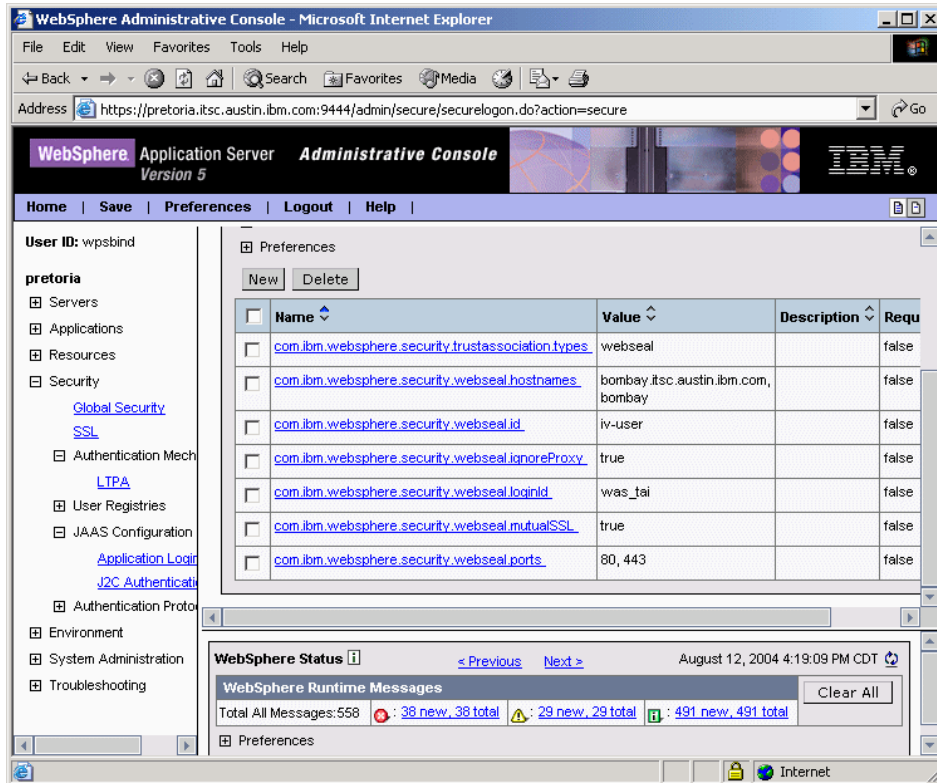 WebSphere Administrative Console - Microsoft Internet Explorer
File Edit View Favorites Tools Help
Back Search Favorites Media
Address https://pretoria.itsc.austin.ibm.com:9444/admin/secure/securelogon.do?action=secure Go
WebSphere Application Server Administrative Console
Version 5
IBM
Home | Save | Preferences | Logout | Help |
User ID: wpsbind
pretoria
Servers
Applications
Resources
Security
Global Security
SSL
Authentication Mech
LTPA
User Registries
JAAS Configuration
Application Login
J2C Authenticati
Authentication Proto
Environment
System Administration
Troubleshooting
Preferences
New Delete
Name Value Description Requ
com.ibm.websphere.security.trustassociation.types webseal false
com.ibm.websphere.security.webseal.hostnames bombay.itsc.austin.ibm.com, false
bombay
com.ibm.websphere.security.webseal.id iv-user false
com.ibm.websphere.security.webseal.ignoreProxy true false
com.ibm.websphere.security.webseal.loginId was_tai false
com.ibm.websphere.security.webseal.mutualSSL true false
com.ibm.websphere.security.webseal.ports 80, 443 false
WebSphere Status < Previous Next > August 12, 2004 4:19:09 PM CDT
WebSphere Runtime Messages
Clear All
Total All Messages:558 : 38 new, 38 total : 29 new, 29 total : 491 new, 491 total
Preferences
Internet